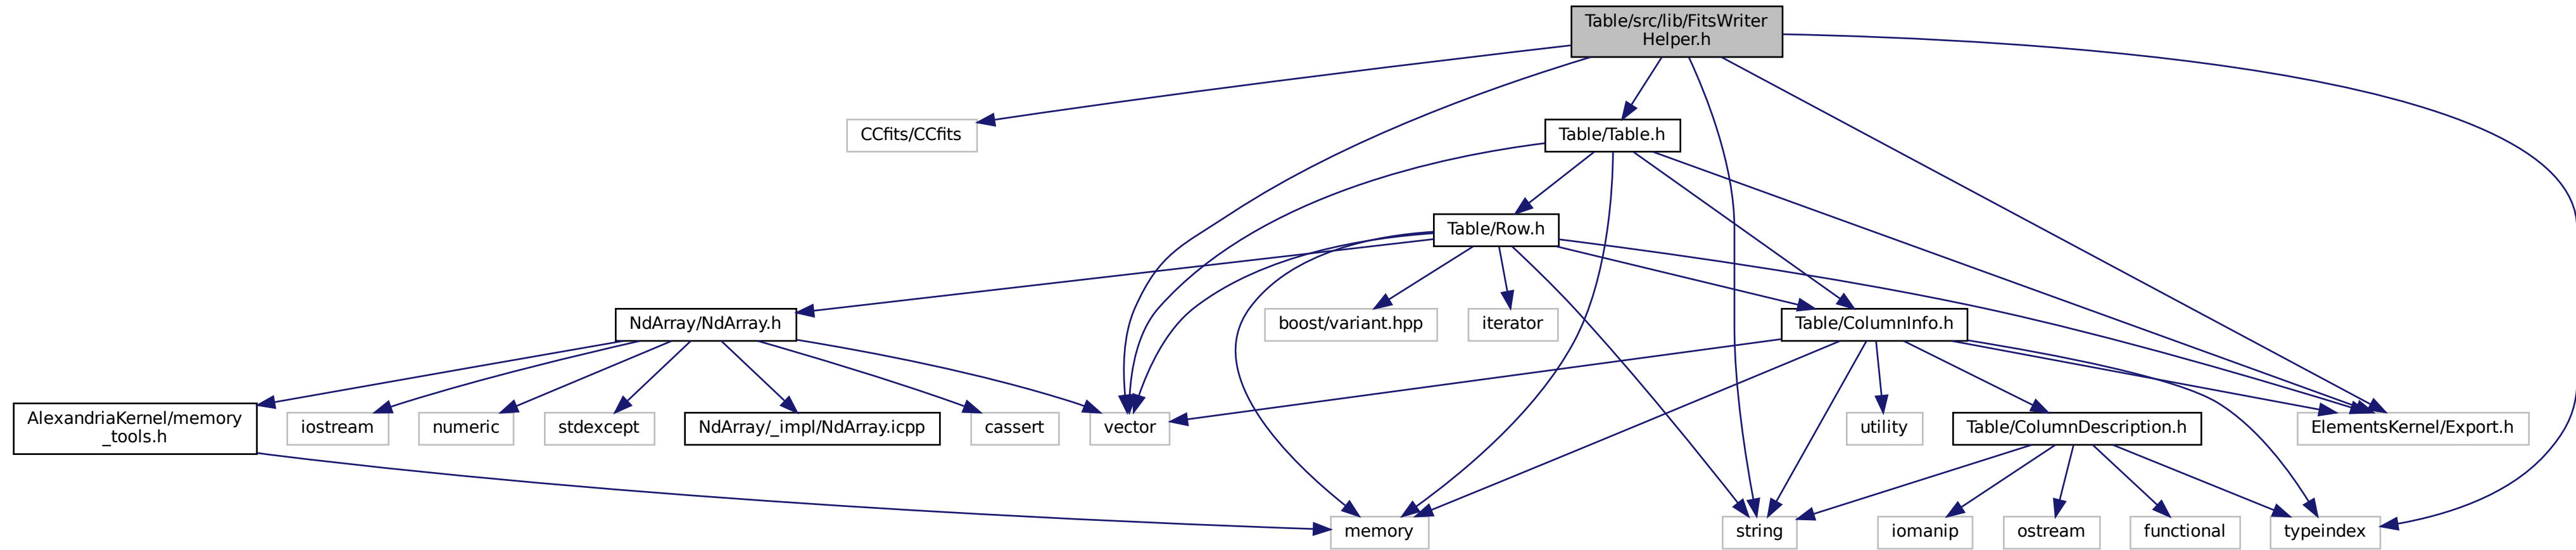 Table/src/lib/FitsWriter
Helper.h
CCfits/CCfits
Table/Table.h
Table/Row.h
NdArray/NdArray.h
boost/variant.hpp
iterator
Table/ColumnInfo.h
AlexandriaKernel/memory
_tools.h
iostream
numeric
stdexcept
NdArray/_impl/NdArray.icpp
cassert
vector
utility
Table/ColumnDescription.h
ElementsKernel/Export.h
memory
string
iomanip
ostream
functional
typeindex